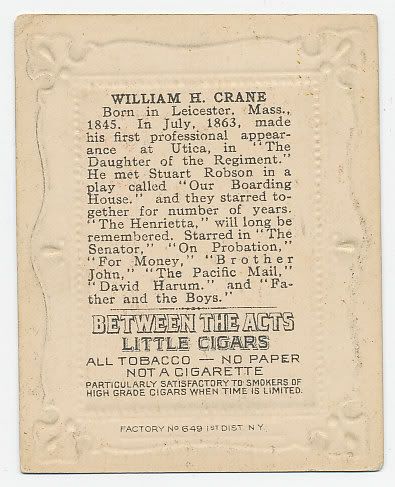 WILLIAM H. CRANE
Born in Leicester, Mass.,
1845. In July, 1863, made
his first professional appear-
ance at Utica, in "The
Daughter of the Regiment."
He met Stuart Robson in a
play called "Our Boarding
House." and they starred to-
gether for number of years.
"The Henrietta," will long be
remembered. Starred in "The
Senator," "On Probation,"
"For Money," "Brother
John," "The Pacific Mail,"
"David Harum." and "Fa-
ther and the Boys."
BETWEEN THE ACTS
LITTLE CIGARS
ALL TOBACCO — NO PAPER
NOT A CIGARETTE
PARTICULARLY SATISFACTORY TO SMOKERS OF
HIGH GRADE CIGARS WHEN TIME IS LIMITED.
FACTORY No 649 1ST DIST. N.Y.